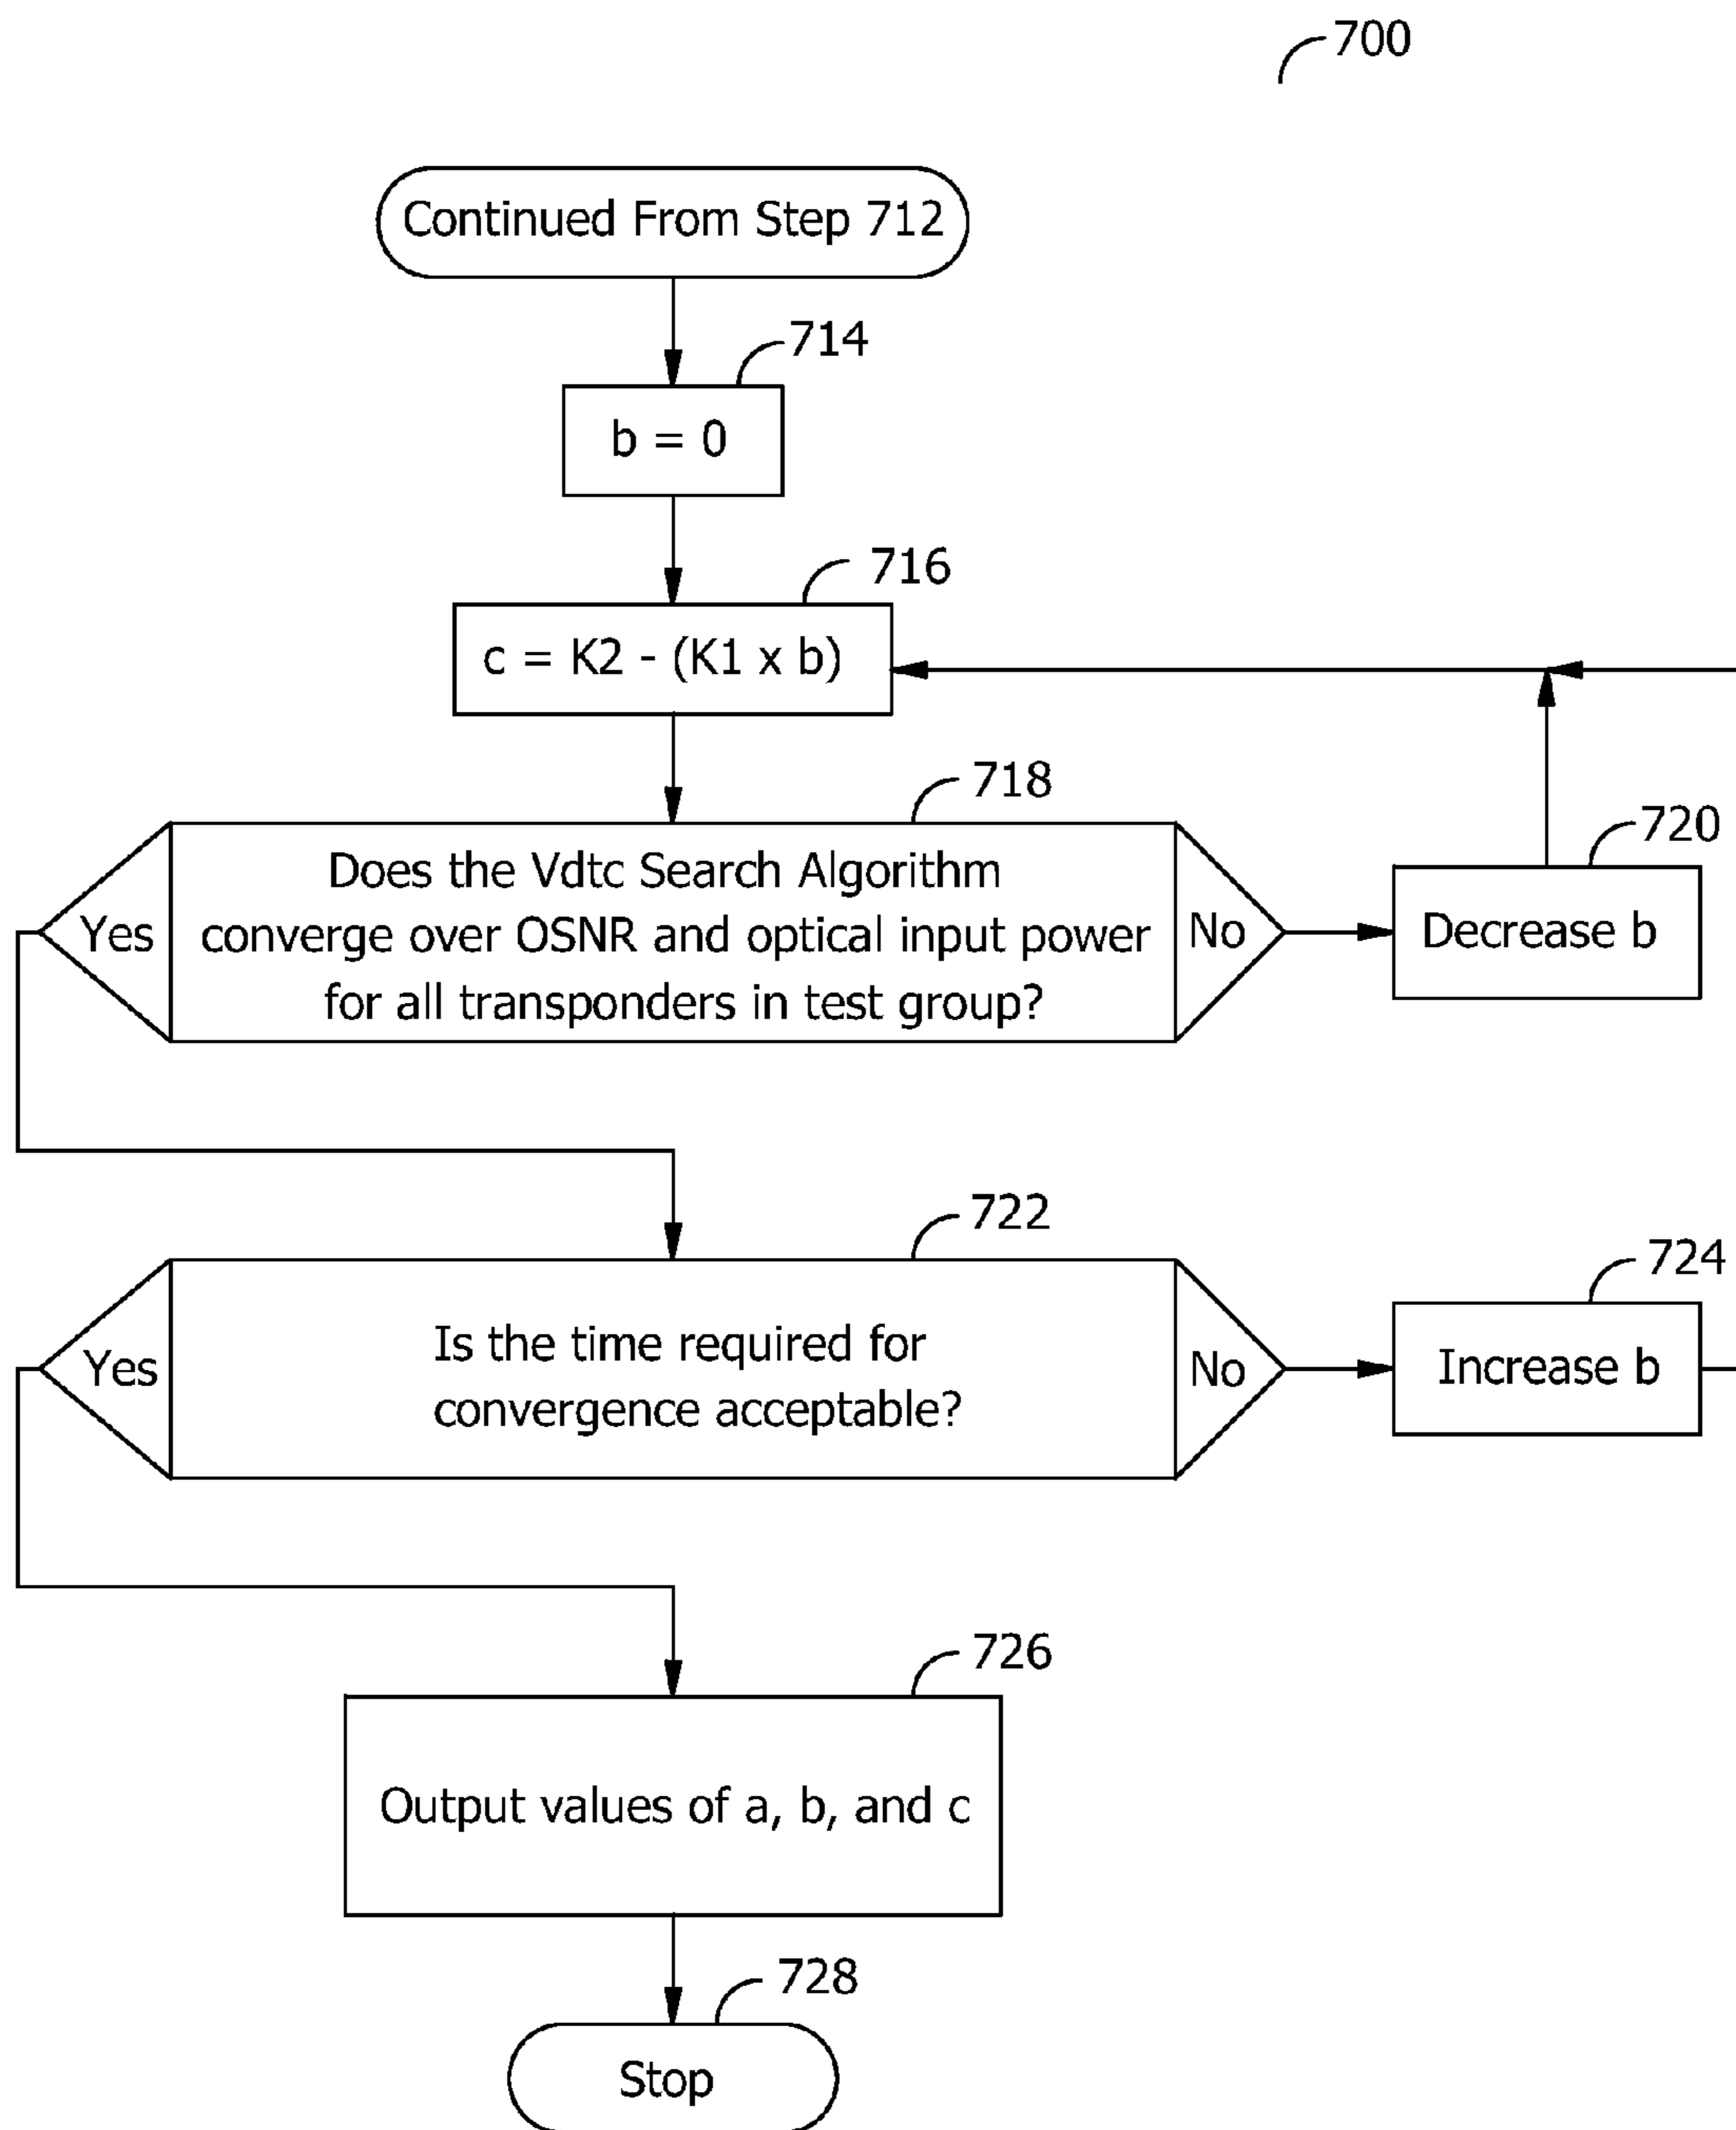 700
Continued From Step 712
714
b = 0
716
c = K2 - (K1 x b)
718
Does the Vdtc Search Algorithm
converge over OSNR and optical input power
for all transponders in test group?
Yes
No
720
Decrease b
722
Is the time required for
convergence acceptable?
Yes
No
724
Increase b
726
Output values of a, b, and c
728
Stop